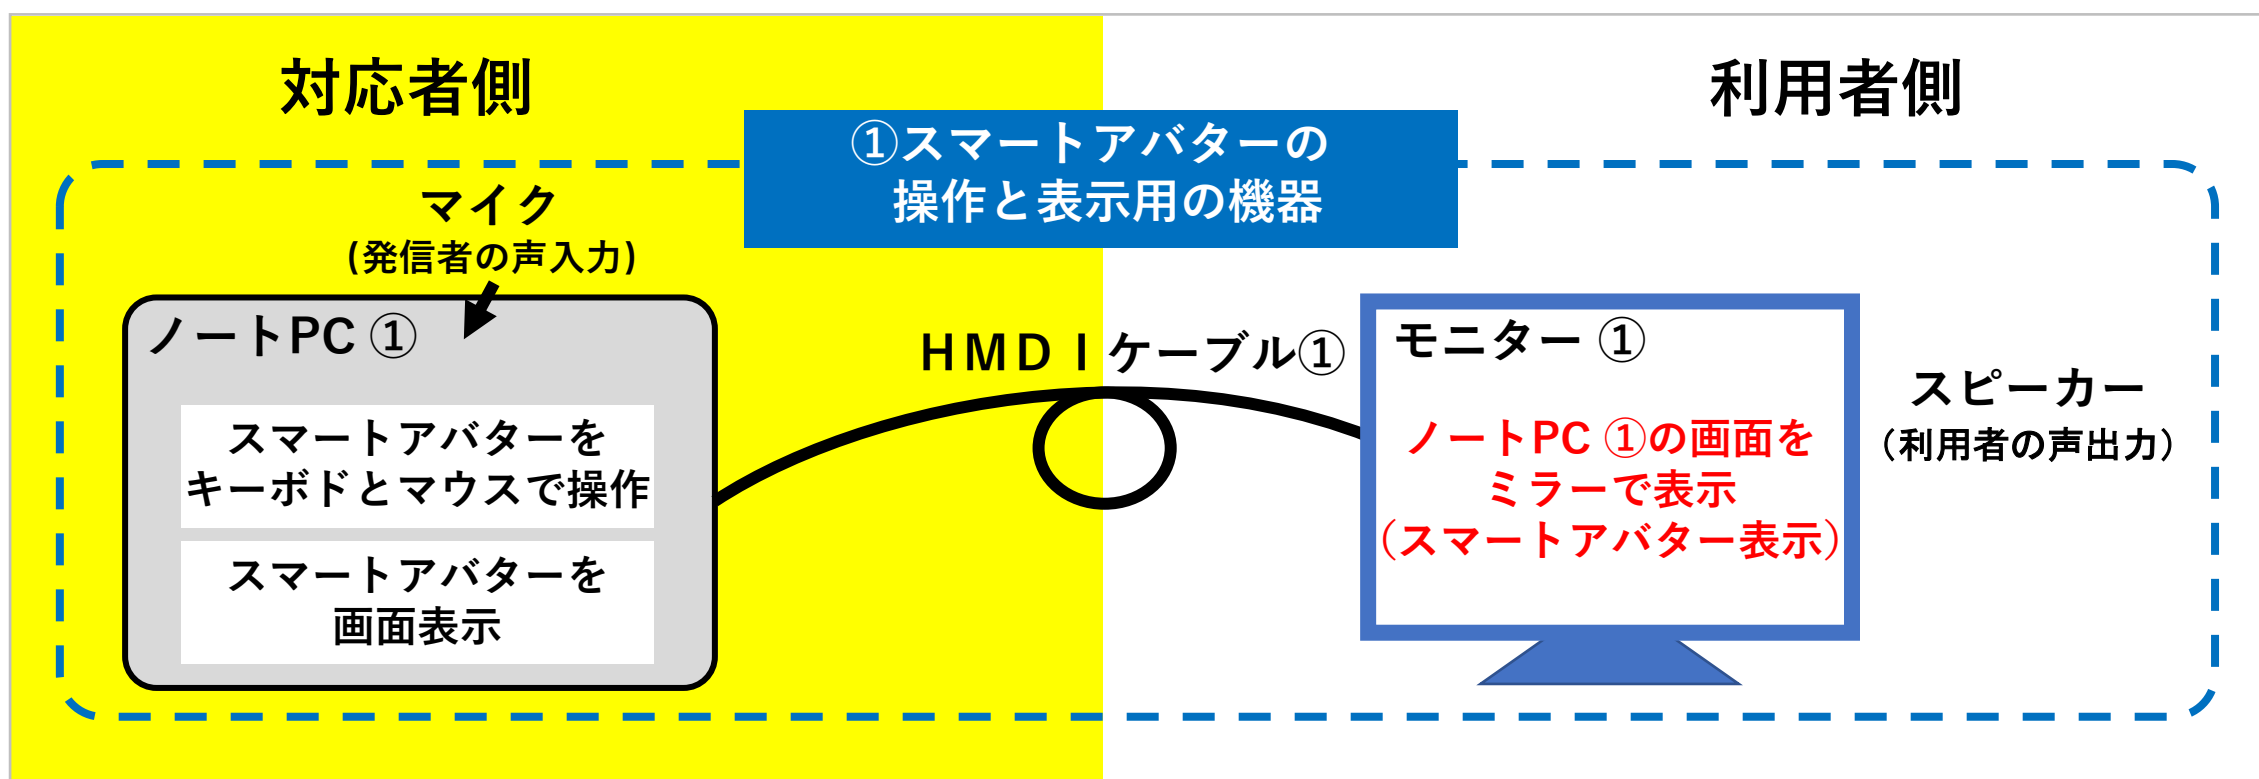 対応者側
利用者側
①スマートアバターの
操作と表示用の機器
マイク
(発信者の声入力)
ノートPC ①
スマートアバターを
キーボドとマウスで操作
スマートアバターを
画面表示
ＨＭＤＩケーブル①
モニター ①
ノートPC ①の画面を
ミラーで表示
（スマートアバター表示）
スピーカー
（利用者の声出力）